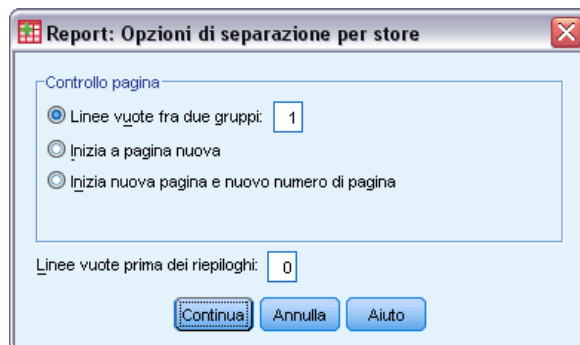 Report: Opzioni di separazione per store
Controllo pagina
Linee vuote fra due gruppi: 1
Inizia a pagina nuova
Inizia nuova pagina e nuovo numero di pagina
Linee vuote prima dei riepiloghi: 0
Continua Annulla Aiuto